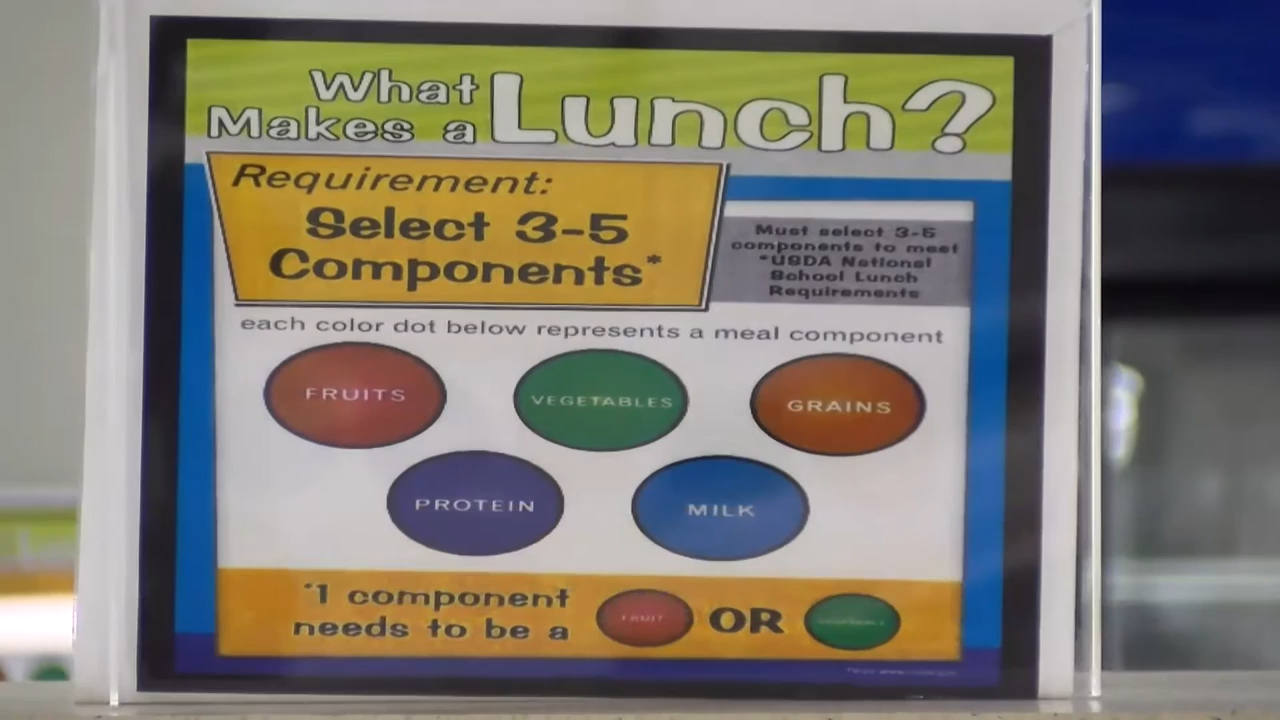 What
Makes a Lunch?
Requirement:
Select 3-5
Components*
Must select 3-5
components to meet
*USDA National
School Lunch
Requirements
each color dot below represents a meal component
FRUITS
VEGETABLES
GRAINS
PROTEIN
MILK
*1 component
needs to be a
FRUIT
OR
VEGETABLE